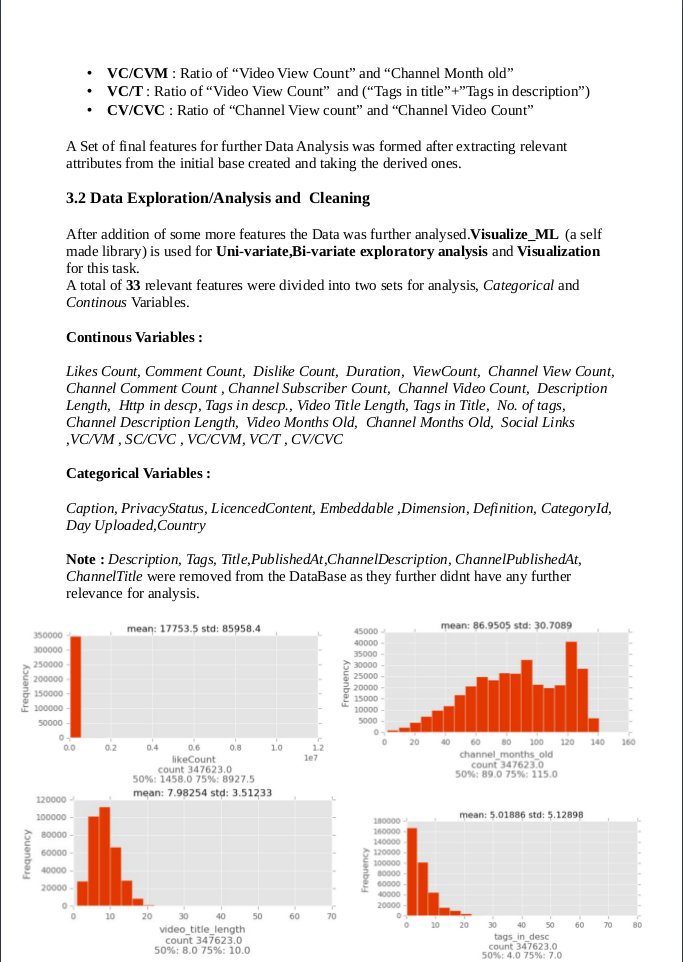 • VC/CVM : Ratio of “Video View Count” and “Channel Month old”
• VC/T : Ratio of “Video View Count”  and (“Tags in title”+”Tags in description”)
• CV/CVC : Ratio of “Channel View count” and “Channel Video Count”
A Set of final features for further Data Analysis was formed after extracting relevant
attributes from the initial base created and taking the derived ones.
3.2 Data Exploration/Analysis and  Cleaning
After addition of some more features the Data was further analysed.Visualize_ML  (a self
made library) is used for Uni-variate,Bi-variate exploratory analysis and Visualization
for this task.
A total of 33 relevant features were divided into two sets for analysis, Categorical and
Continous Variables.
Continous Variables :
Likes Count, Comment Count,  Dislike Count,  Duration,  ViewCount,  Channel View Count,
Channel Comment Count , Channel Subscriber Count,  Channel Video Count,  Description
Length,  Http in descp, Tags in descp., Video Title Length, Tags in Title,  No. of tags,
Channel Description Length,  Video Months Old,  Channel Months Old,  Social Links
,VC/VM , SC/CVC , VC/CVM, VC/T , CV/CVC
Categorical Variables :
Caption, PrivacyStatus, LicencedContent, Embeddable ,Dimension, Definition, CategoryId,
Day Uploaded,Country
Note : Description, Tags, Title,PublishedAt,ChannelDescription, ChannelPublishedAt,
ChannelTitle were removed from the DataBase as they further didnt have any further
relevance for analysis.
mean: 17753.5 std: 85958.4
350000
300000
250000
200000
150000
100000
50000
0
Frequency
0.0 0.2 0.4 0.6 0.8 1.0 1.2
1e7
likeCount
count 347623.0
50%: 1458.0 75%: 8927.5
mean: 86.9505 std: 30.7089
45000
40000
35000
30000
25000
20000
15000
10000
5000
0
Frequency
0 20 40 60 80 100 120 140 160
channel_months_old
count 347623.0
50%: 89.0 75%: 115.0
mean: 7.98254 std: 3.51233
120000
100000
80000
60000
40000
20000
0
Frequency
0 10 20 30 40 50 60 70
video_title_length
count 347623.0
50%: 8.0 75%: 10.0
mean: 5.01886 std: 5.12898
180000
160000
140000
120000
100000
80000
60000
40000
20000
0
Frequency
0 10 20 30 40 50 60 70 80
tags_in_desc
count 347623.0
50%: 4.0 75%: 7.0